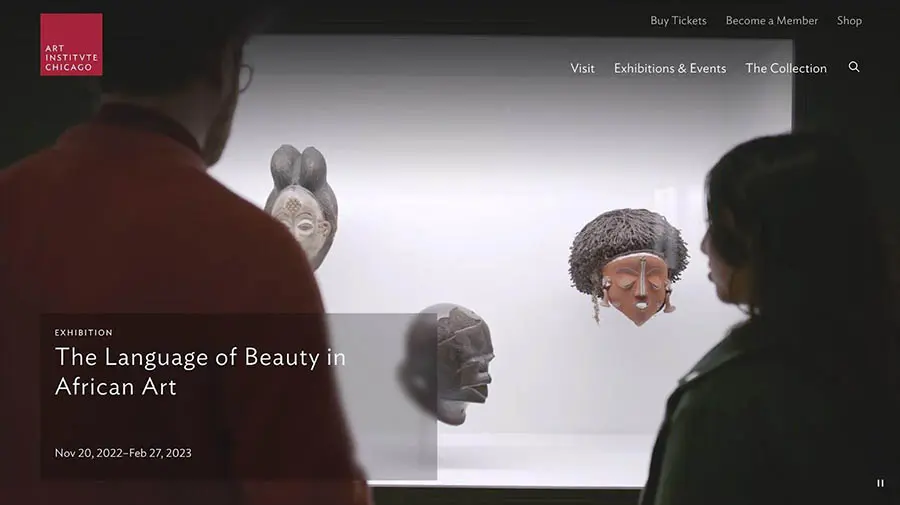 ART
INSTITVTE
CHICAGO
Buy Tickets Become a Member Shop
Visit Exhibitions & Events The Collection
EXHIBITION
The Language of Beauty in
African Art
Nov 20, 2022–Feb 27, 2023